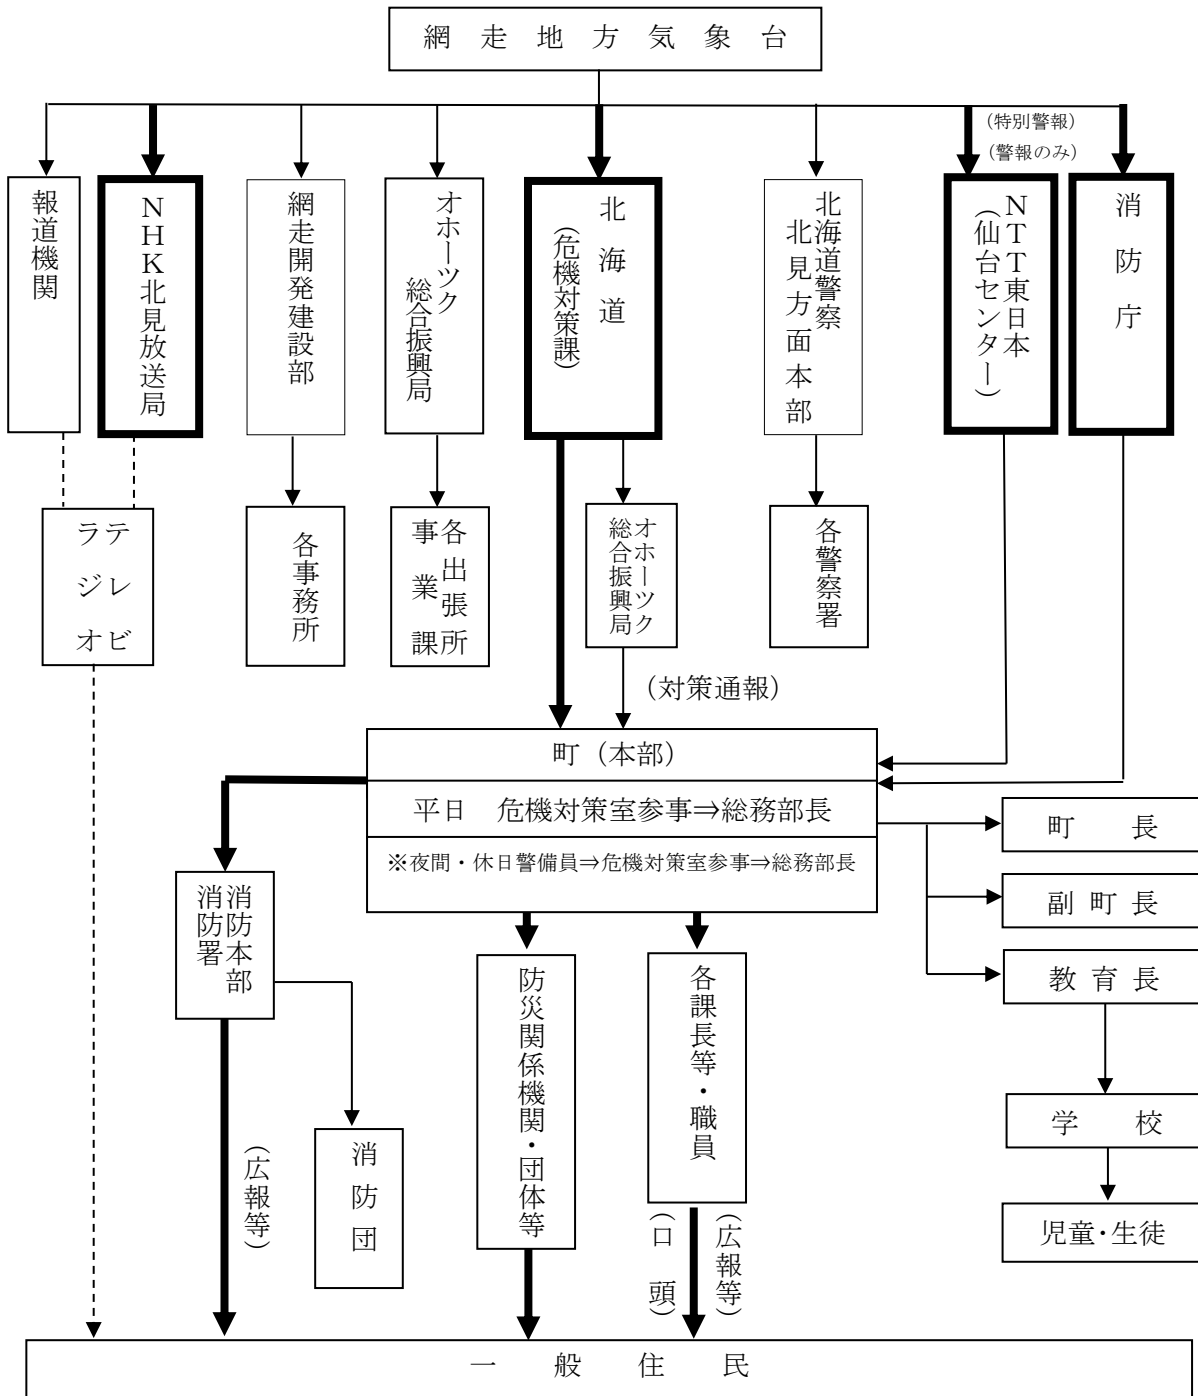 網走地方気象台
(特別警報)
(警報のみ)
報道機関
NHK北見放送局
網走開発建設部
オホーツク
総合振興局
北海道
(危機対策課)
北海道警察
北見方面本部
NTT東日本
(仙台センター)
消防庁
テレビ
ラジオ
各事務所
各出張所
事業課
オホーツク
総合振興局
各警察署
(対策通報)
町(本部)
平日 危機対策室参事⇒総務部長
※夜間・休日警備員⇒危機対策室参事⇒総務部長
町長
副町長
教育長
学校
児童・生徒
消防本部
消防署
消防団
(広報等)
防災関係機関・団体等
各課長等・職員
(広報等)
(口頭)
一般住民